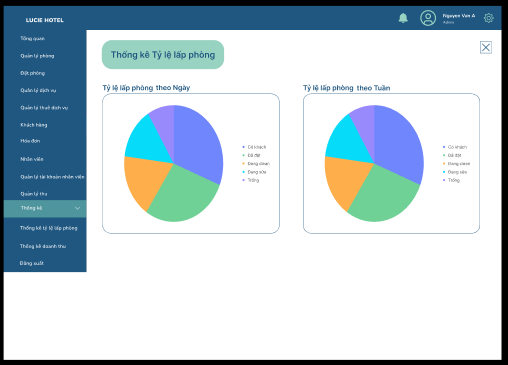 LUCIE HOTEL
Nguyen Van A
Admin
Tổng quan
Quản lý phòng
Đặt phòng
Quản lý dịch vụ
Quản lý thuê dịch vụ
Khách hàng
Hóa đơn
Nhân viên
Quản lý tài khoản nhân viên
Quản lý thu
Thống kê
Thống kê tỷ lệ lấp phòng
Thống kê doanh thu
Đăng xuất
Thống kê Tỷ lệ lấp phòng
Tỷ lệ lấp phòng theo Ngày
Có khách
Đã đặt
Đang dọn
Đang sửa
Trống
Tỷ lệ lấp phòng theo Tuần
Có khách
Đã đặt
Đang dọn
Đang sửa
Trống